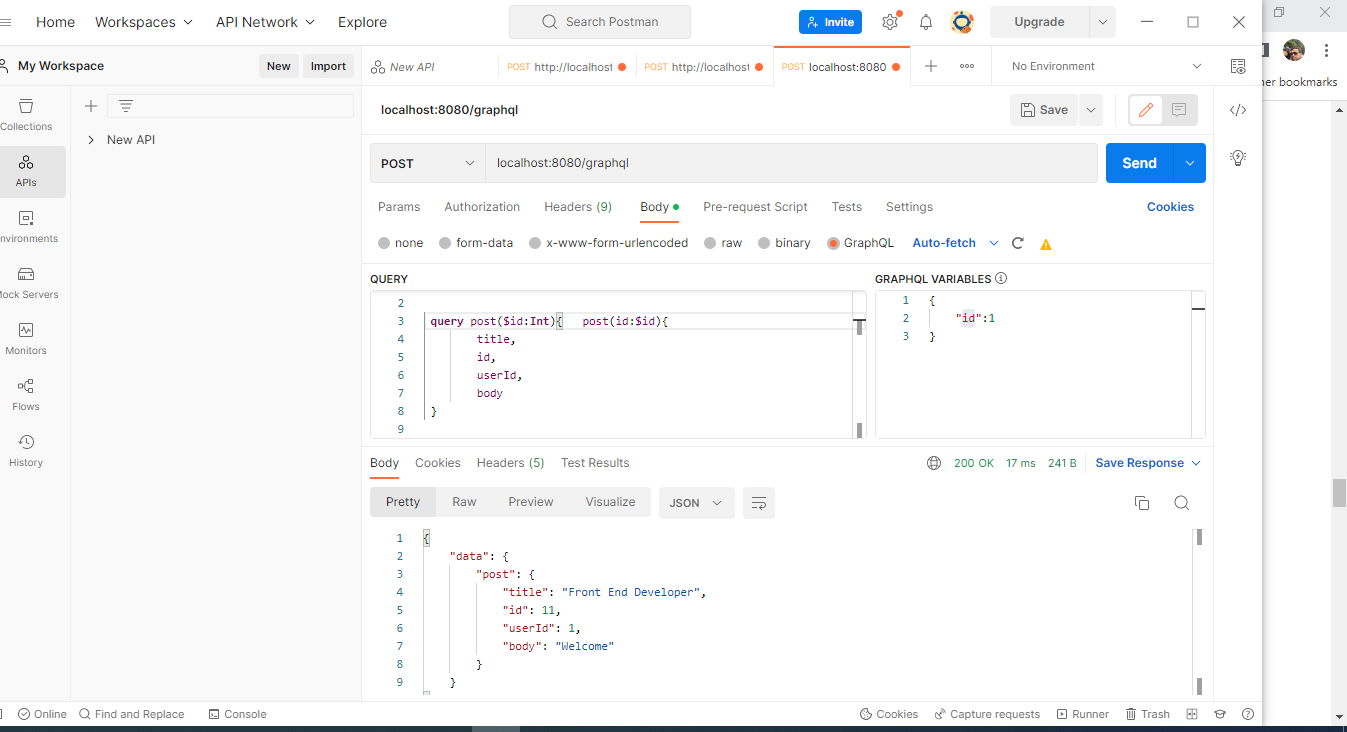 Home Workspaces API Network Explore Search Postman Invite Upgrade
My Workspace New Import New API POST http://localhost POST http://localhost POST localhost:8080 No Environment
er bookmarks
Collections
APIs
nvironments
ock Servers
Monitors
Flows
History
New API
localhost:8080/graphql Save
POST localhost:8080/graphql Send
Params Authorization Headers (9) Body Pre-request Script Tests Settings Cookies
none form-data x-www-form-urlencoded raw binary GraphQL Auto-fetch
QUERY
2
3 query post($id:Int){ post(id:$id){
4 title,
5 id,
6 userId,
7 body
8 }
9
GRAPHQL VARIABLES
1 {
2 "id":1
3 }
Body Cookies Headers (5) Test Results 200 OK 17 ms 241 B Save Response
Pretty Raw Preview Visualize JSON
1 {
2 "data": {
3 "post": {
4 "title": "Front End Developer",
5 "id": 11,
6 "userId": 1,
7 "body": "Welcome"
8 }
9 }
Online Find and Replace Console Cookies Capture requests Runner Trash